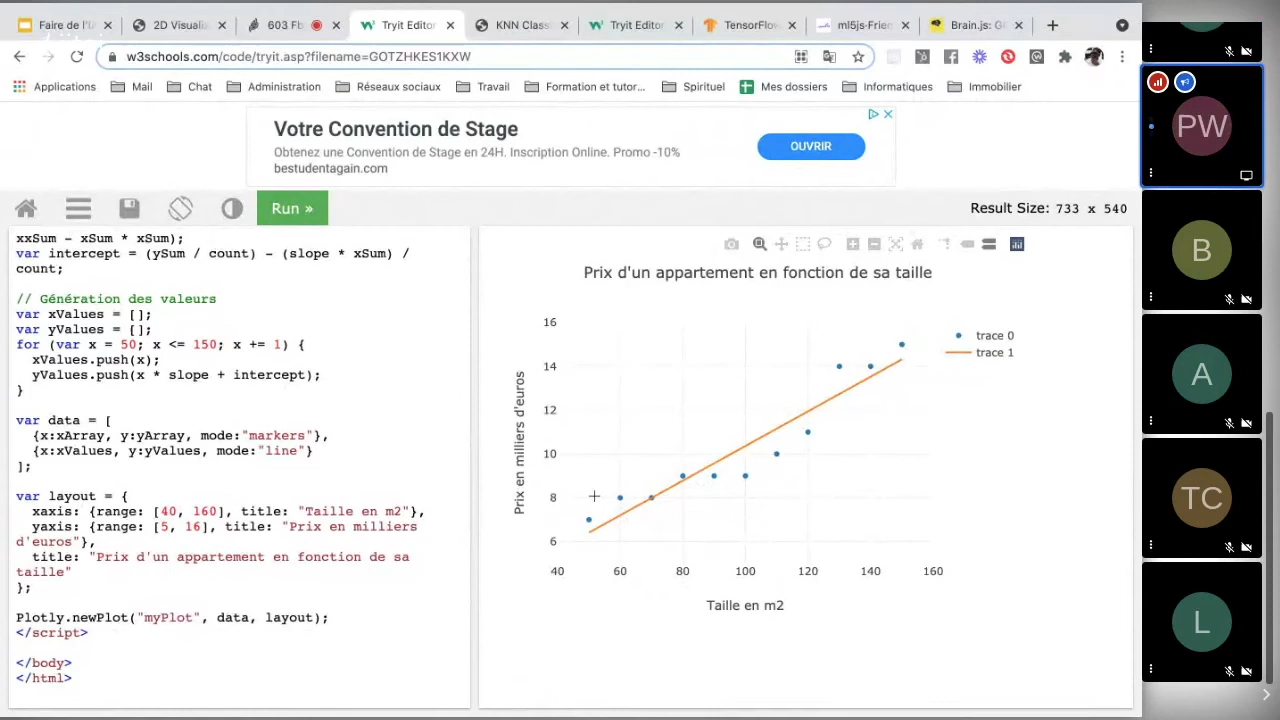 Faire de l'IA
2D Visuali
603 Fb
Tryit Editor
KNN Class
Tryit Editor
TensorFlow
ml5js·Frien
Brain.js: G
w3schools.com/code/tryit.asp?filename=GOTZHKES1KXW
Applications
Mail
Chat
Administration
Réseaux sociaux
Travail
Formation et tutor...
Spirituel
Mes dossiers
Informatiques
Immobilier
Votre Convention de Stage
Obtenez une Convention de Stage en 24H. Inscription Online. Promo -10%
bestudentagain.com
OUVRIR
Run »
Result Size: 733 x 540
xxSum - xSum * xSum);
var intercept = (ySum / count) - (slope * xSum) /
count;
// Génération des valeurs
var xValues = [];
var yValues = [];
for (var x = 50; x <= 150; x += 1) {
xValues.push(x);
yValues.push(x * slope + intercept);
}
var data = [
{x:xArray, y:yArray, mode:"markers"},
{x:xValues, y:yValues, mode:"line"}
];
var layout = {
xaxis: {range: [40, 160], title: "Taille en m2"},
yaxis: {range: [5, 16], title: "Prix en milliers
d'euros"},
title: "Prix d'un appartement en fonction de sa
taille"
};
Plotly.newPlot("myPlot", data, layout);
</script>
</body>
</html>
Prix d'un appartement en fonction de sa taille
Prix en milliers d'euros
16
14
12
10
8
6
40
60
80
100
120
140
160
Taille en m2
trace 0
trace 1
PW
B
A
TC
L